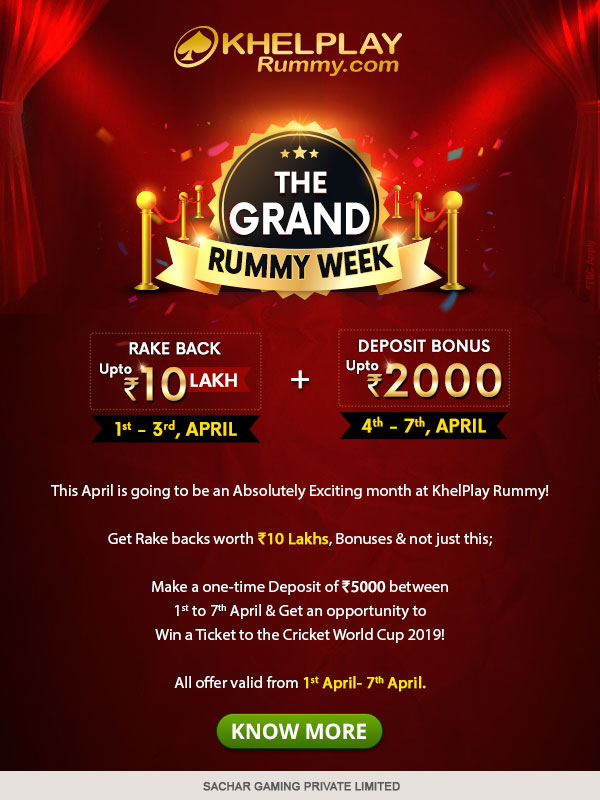 KHELPLAY
Rummy.com
THE
GRAND
RUMMY WEEK
RAKE BACK
Upto ₹10 LAKH
1st – 3rd, APRIL
+
DEPOSIT BONUS
Upto ₹2000
4th – 7th, APRIL
This April is going to be an Absolutely Exciting month at KhelPlay Rummy!
Get Rake backs worth ₹10 Lakhs, Bonuses & not just this;
Make a one-time Deposit of ₹5000 between
1st to 7th April & Get an opportunity to
Win a Ticket to the Cricket World Cup 2019!
All offer valid from 1st April- 7th April.
KNOW MORE
SACHAR GAMING PRIVATE LIMITED